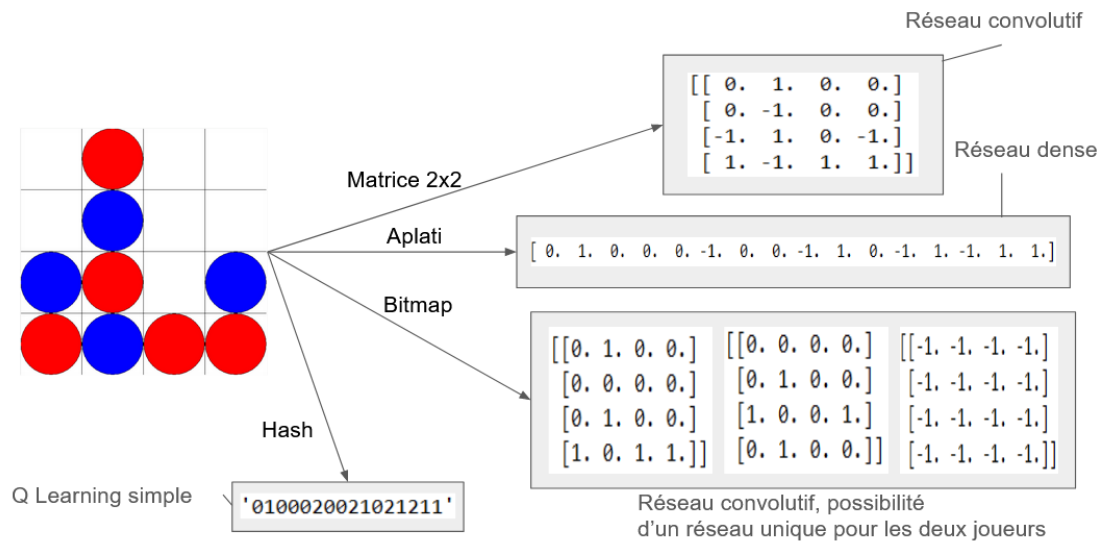 Réseau convolutif
[[ 0. 1. 0. 0.]
[ 0. -1. 0. 0.]
[-1. 1. 0. -1.]
[ 1. -1. 1. 1.]]
Matrice 2x2
Réseau dense
Aplati
[ 0. 1. 0. 0. 0. -1. 0. 0. -1. 1. 0. -1. 1. -1. 1. 1.]
Bitmap
[[0. 1. 0. 0.]
[0. 0. 0. 0.]
[0. 1. 0. 0.]
[1. 0. 1. 1.]]
[[0. 0. 0. 0.]
[0. 1. 0. 0.]
[1. 0. 0. 1.]
[0. 1. 0. 0.]]
[[-1. -1. -1. -1.]
[-1. -1. -1. -1.]
[-1. -1. -1. -1.]
[-1. -1. -1. -1.]]
Réseau convolutif, possibilité
d'un réseau unique pour les deux joueurs
Hash
Q Learning simple
'0100020021021211'